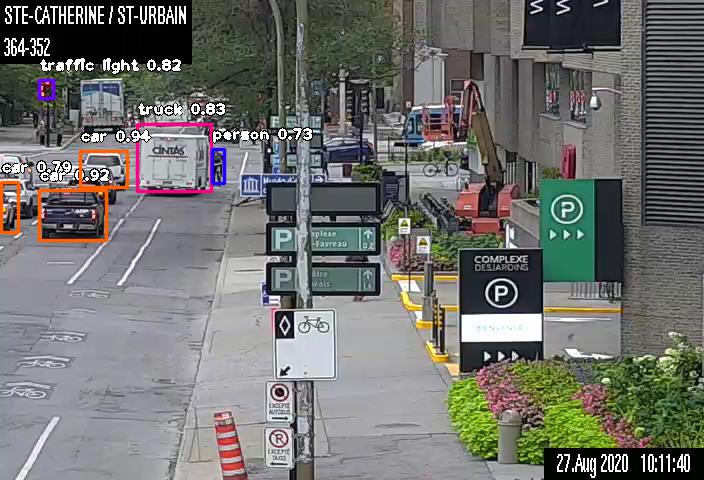 STE-CATHERINE / ST-URBAIN
364-352
traffic light 0.82
truck 0.83
car 0.94
person 0.73
CINTAS
car 0.79
car 0.92
P
P
COMPLEXE
DESJARDINS
P
BIENVENUE
P
EXCEPTÉ
AUTOBUS
P
EXCEPTÉ
TAXIS
27.Aug 2020 10:11:40